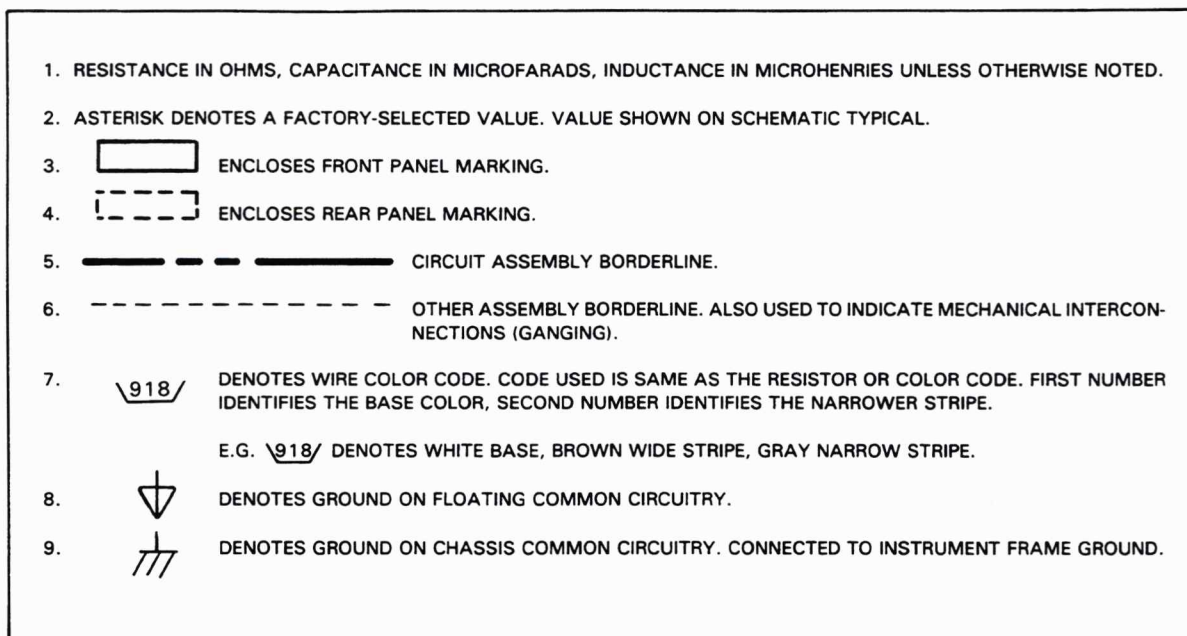 1. RESISTANCE IN OHMS, CAPACITANCE IN MICROFARADS, INDUCTANCE IN MICROHENRIES UNLESS OTHERWISE NOTED.
2. ASTERISK DENOTES A FACTORY-SELECTED VALUE. VALUE SHOWN ON SCHEMATIC TYPICAL.
3. ENCLOSES FRONT PANEL MARKING.
4. ENCLOSES REAR PANEL MARKING.
5. CIRCUIT ASSEMBLY BORDERLINE.
6. OTHER ASSEMBLY BORDERLINE. ALSO USED TO INDICATE MECHANICAL INTERCON-
NECTIONS (GANGING).
7. 918 DENOTES WIRE COLOR CODE. CODE USED IS SAME AS THE RESISTOR OR COLOR CODE. FIRST NUMBER
IDENTIFIES THE BASE COLOR, SECOND NUMBER IDENTIFIES THE NARROWER STRIPE.
E.G. 918 DENOTES WHITE BASE, BROWN WIDE STRIPE, GRAY NARROW STRIPE.
8. DENOTES GROUND ON FLOATING COMMON CIRCUITRY.
9. DENOTES GROUND ON CHASSIS COMMON CIRCUITRY. CONNECTED TO INSTRUMENT FRAME GROUND.